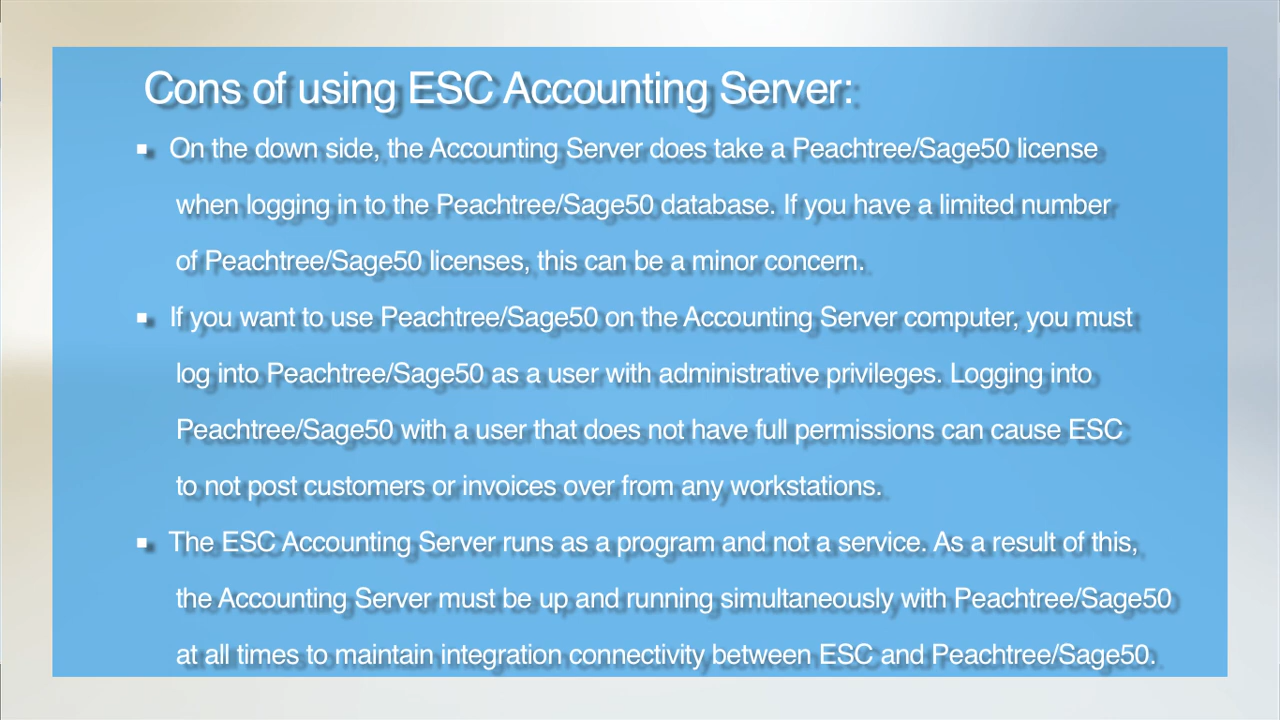 Cons of using ESC Accounting Server:
▪ On the down side, the Accounting Server does take a Peachtree/Sage50 license
when logging in to the Peachtree/Sage50 database. If you have a limited number
of Peachtree/Sage50 licenses, this can be a minor concern.
▪ If you want to use Peachtree/Sage50 on the Accounting Server computer, you must
log into Peachtree/Sage50 as a user with administrative privileges. Logging into
Peachtree/Sage50 with a user that does not have full permissions can cause ESC
to not post customers or invoices over from any workstations.
▪ The ESC Accounting Server runs as a program and not a service. As a result of this,
the Accounting Server must be up and running simultaneously with Peachtree/Sage50
at all times to maintain integration connectivity between ESC and Peachtree/Sage50.